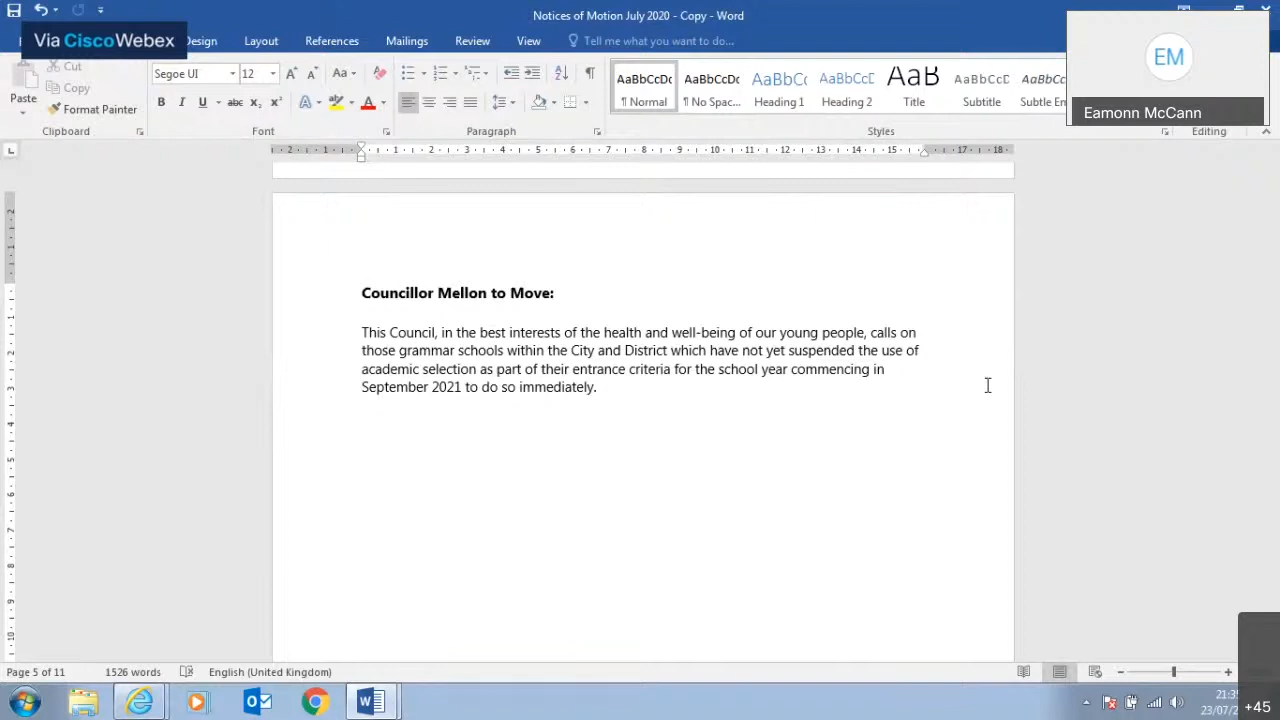 Notices of Motion July 2020 - Copy - Word
Via CiscoWebex
Design
Layout
References
Mailings
Review
View
Tell me what you want to do...
EM
Eamonn McCann
Cut
Copy
Format Painter
Paste
Clipboard
Segoe UI
12
Font
Paragraph
AaBbCcDc
¶ Normal
AaBbCcDc
¶ No Spac...
AaBbCc
Heading 1
AaBbCcD
Heading 2
AaB
Title
AaBbCcD
Subtitle
AaBbCc
Subtle Em
Styles
Editing
Councillor Mellon to Move:
This Council, in the best interests of the health and well-being of our young people, calls on
those grammar schools within the City and District which have not yet suspended the use of
academic selection as part of their entrance criteria for the school year commencing in
September 2021 to do so immediately.
Page 5 of 11
1526 words
English (United Kingdom)
+45